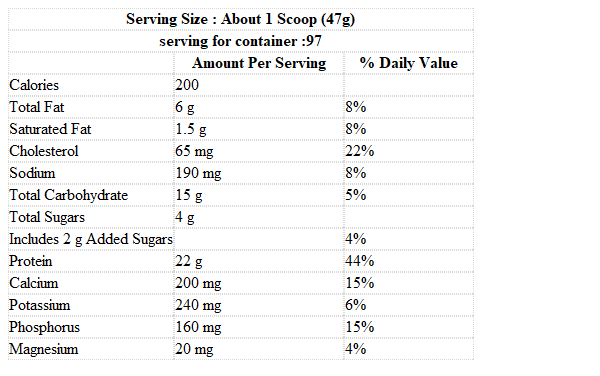 Serving Size : About 1 Scoop (47g)
serving for container :97
Amount Per Serving % Daily Value
Calories 200
Total Fat 6 g 8%
Saturated Fat 1.5 g 8%
Cholesterol 65 mg 22%
Sodium 190 mg 8%
Total Carbohydrate 15 g 5%
Total Sugars 4 g
Includes 2 g Added Sugars 4%
Protein 22 g 44%
Calcium 200 mg 15%
Potassium 240 mg 6%
Phosphorus 160 mg 15%
Magnesium 20 mg 4%